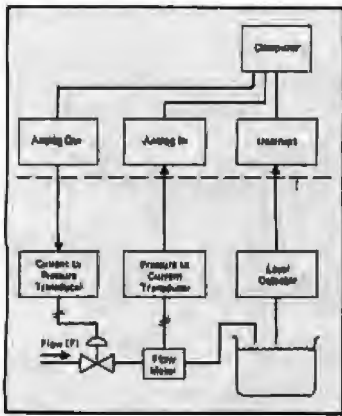 Computer
Analog Out
Analog In
Interrupt
Current to
Pressure
Transducer
Pressure to
Current
Transducer
Level
Detector
Flow (F)
Flow
Meter